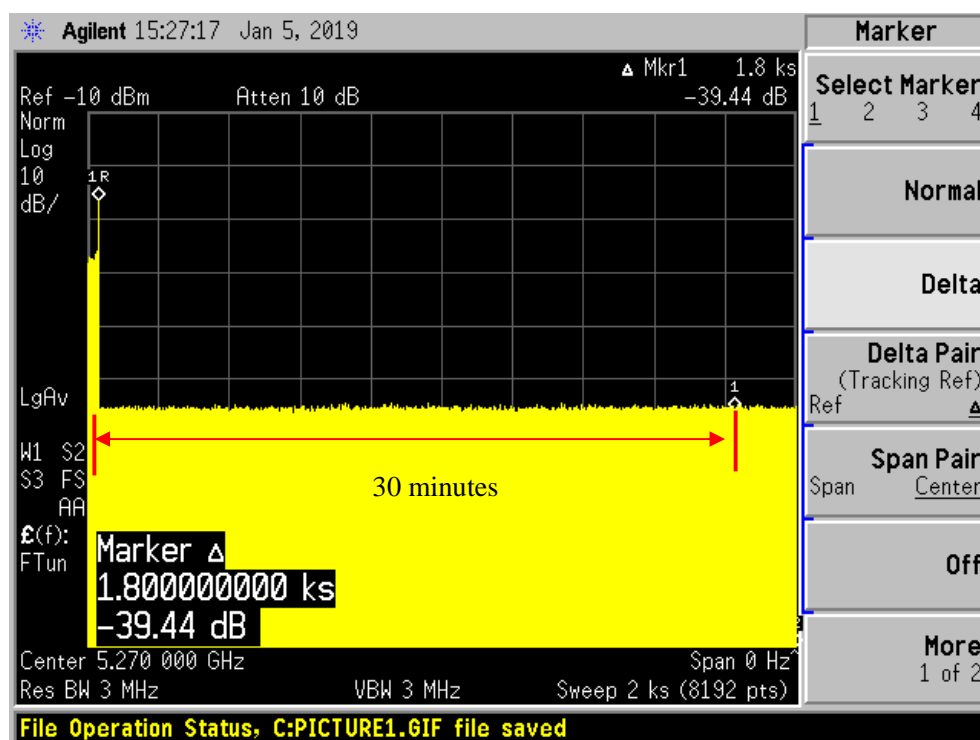 Agilent 15:27:17 Jan 5, 2019
Marker
Δ Mkr1 1.8 ks
Ref -10 dBm Atten 10 dB -39.44 dB
Norm
Log
10
dB/
1R
1
LgAv
W1 S2
S3 FS
AA
£(f):
FTun
30 minutes
Marker Δ
1.800000000 ks
-39.44 dB
Center 5.270 000 GHz Span 0 Hz
Res BW 3 MHz VBW 3 MHz Sweep 2 ks (8192 pts)
Select Marker
1 2 3 4
Normal
Delta
Delta Pair
(Tracking Ref)
Ref Δ
Span Pair
Span Center
Off
More
1 of 2
File Operation Status, C:PICTURE1.GIF file saved